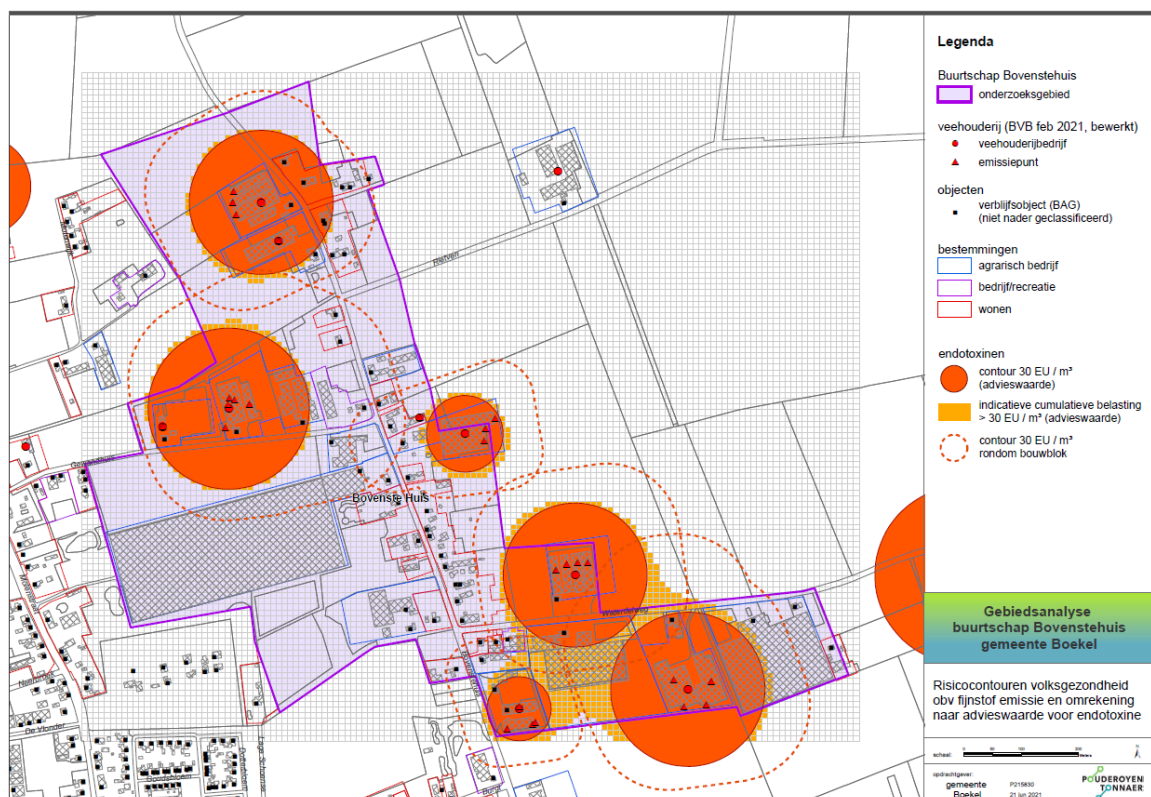 Legenda
Buurtschap Bovenstehuis
onderzoeksgebied
veehouderij (BVB feb 2021, bewerkt)
veehouderijbedrijf
emissiepunt
objecten
verblijfsobject (BAG)
(niet nader geclassificeerd)
bestemmingen
agrarisch bedrijf
bedrijf/recreatie
wonen
endotoxinen
contour 30 EU / m³
(advieswaarde)
indicatieve cumulatieve belasting
> 30 EU / m³ (advieswaarde)
contour 30 EU / m³
rondom bouwblok
Gebiedsanalyse
buurtschap Bovenstehuis
gemeente Boekel
Risicocontouren volksgezondheid
obv fijnstof emissie en omrekening
naar advieswaarde voor endotoxine
schaal:
opdrachtgever:
gemeente
Boekel
P215830
21 jun 2021
POUDEROYEN
TONNAER
Bovenste Huis
De Vlonder